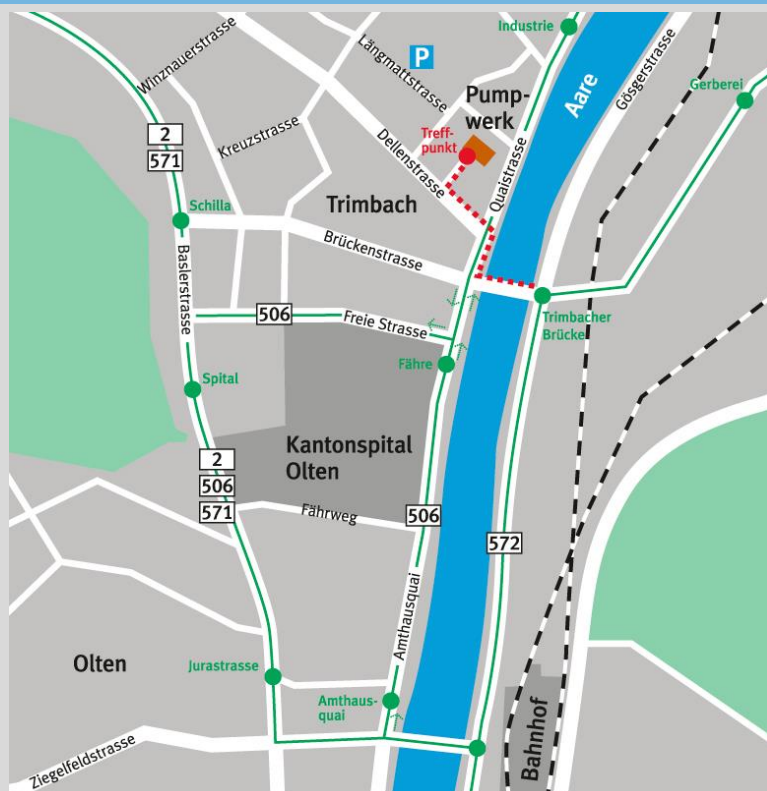 Industrie
Winznauerstrasse
Längmattstrasse
P
Aare
Gösgerstrasse
Gerberei
Pump-
werk
2
571
Kreuzstrasse
Treff-
punkt
Dellenstrasse
Quaistrasse
Schilla
Trimbach
Brückenstrasse
Baslerstrasse
506
Freie Strasse
Trimbacher
Brücke
Fähre
Spital
Kantonspital
Olten
2
506
571
Fährweg
506
572
Amthausquai
Olten
Jurastrasse
Amthaus-
quai
Bahnhof
Ziegelfeldstrasse